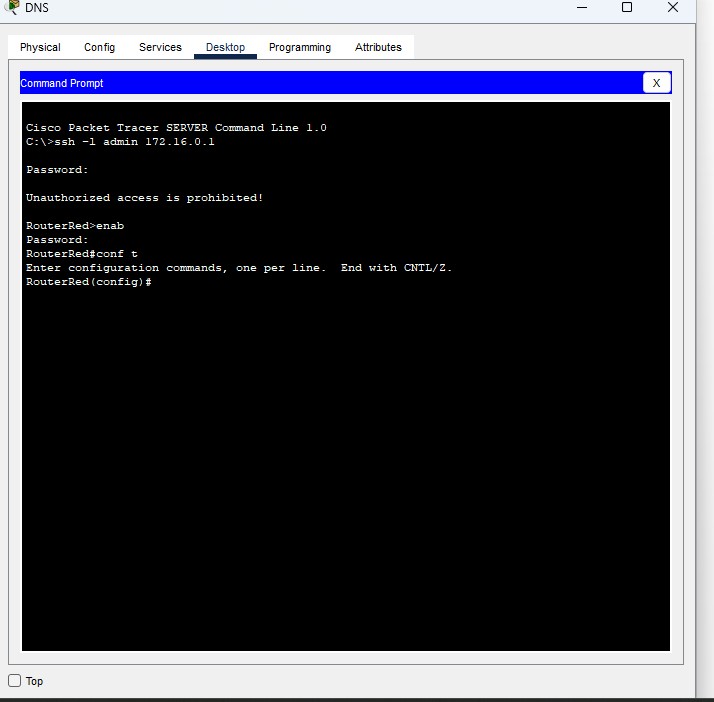 DNS
Physical Config Services Desktop Programming Attributes
Command Prompt
X
Cisco Packet Tracer SERVER Command Line 1.0
C:\>ssh -l admin 172.16.0.1
Password:
Unauthorized access is prohibited!
RouterRed>enab
Password:
RouterRed#conf t
Enter configuration commands, one per line.  End with CNTL/Z.
RouterRed(config)#
Top